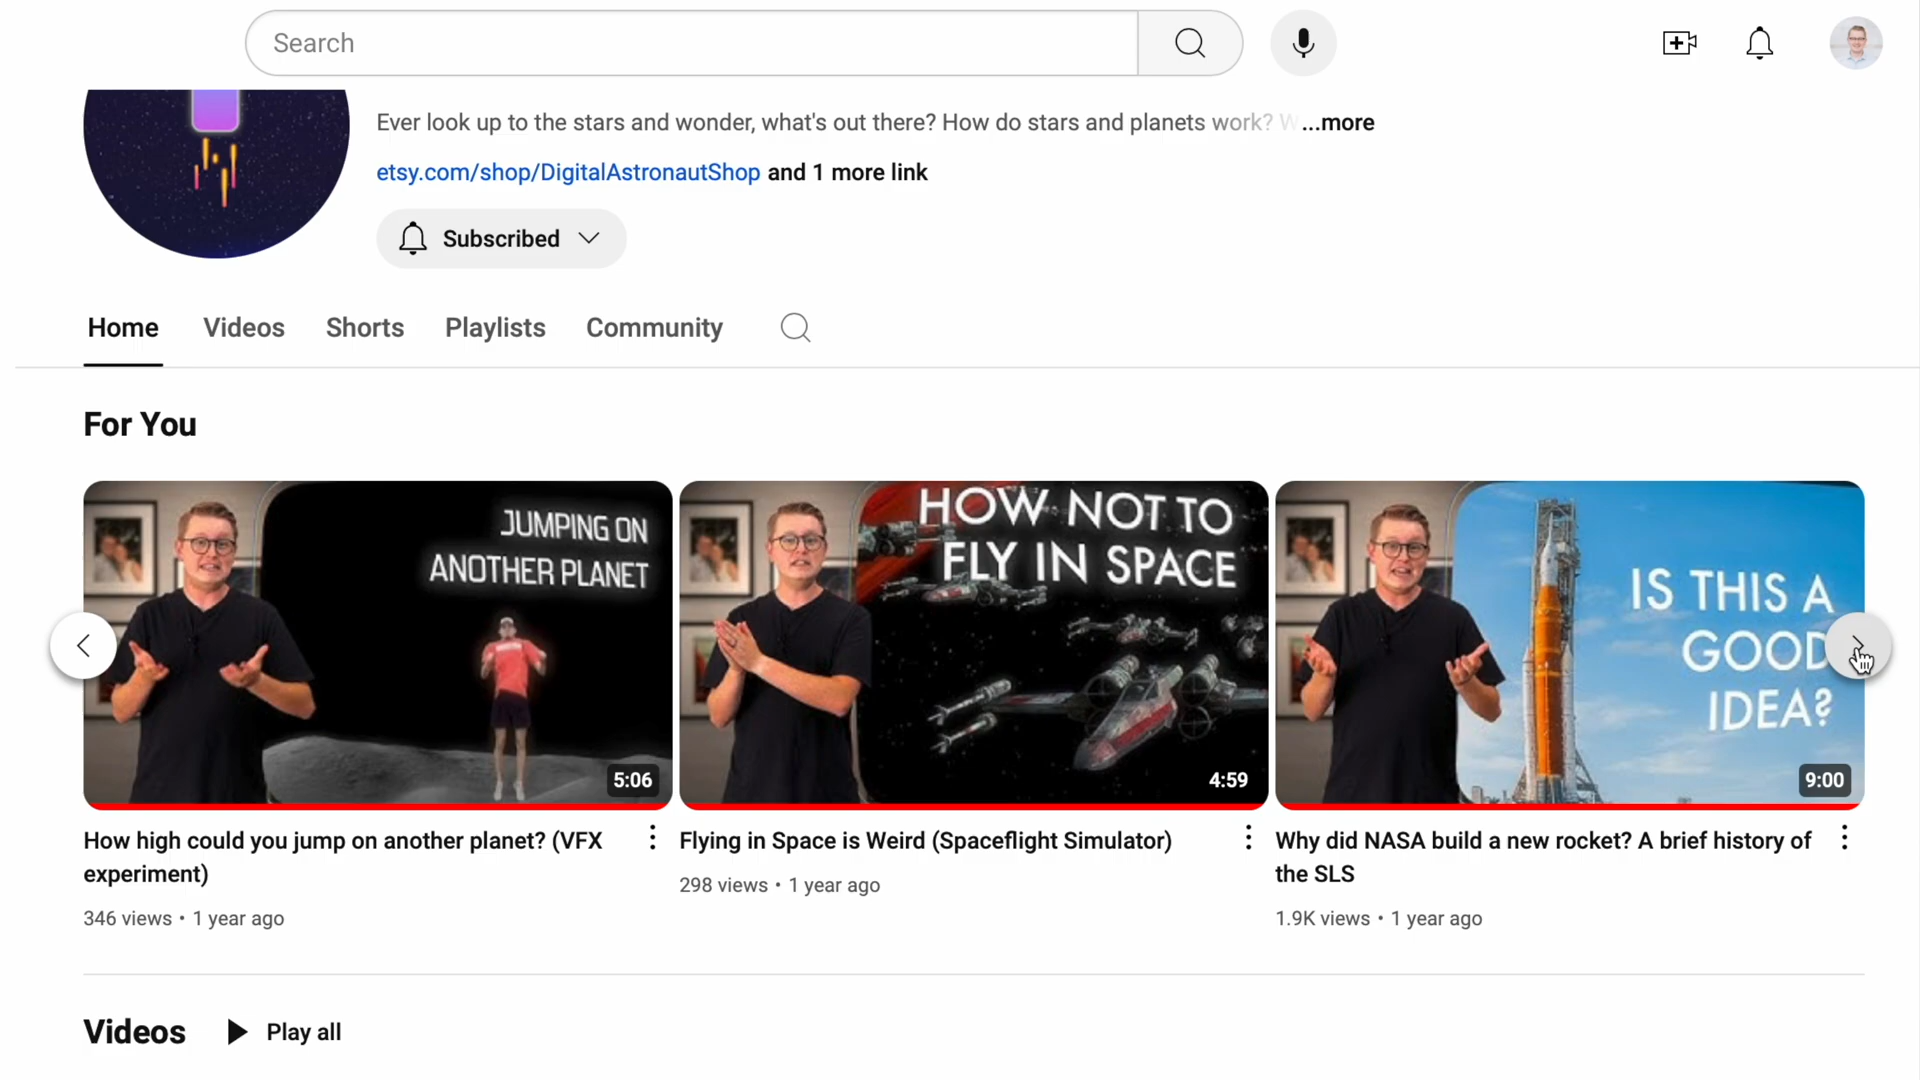 Search
Ever look up to the stars and wonder, what's out there? How do stars and planets work? W ...more
etsy.com/shop/DigitalAstronautShop and 1 more link
Subscribed
Home Videos Shorts Playlists Community
For You
JUMPING ON
ANOTHER PLANET
5:06
HOW NOT TO
FLY IN SPACE
4:59
IS THIS A
GOOD
IDEA?
9:00
How high could you jump on another planet? (VFX
experiment)
346 views • 1 year ago
Flying in Space is Weird (Spaceflight Simulator)
298 views • 1 year ago
Why did NASA build a new rocket? A brief history of
the SLS
1.9K views • 1 year ago
Videos Play all